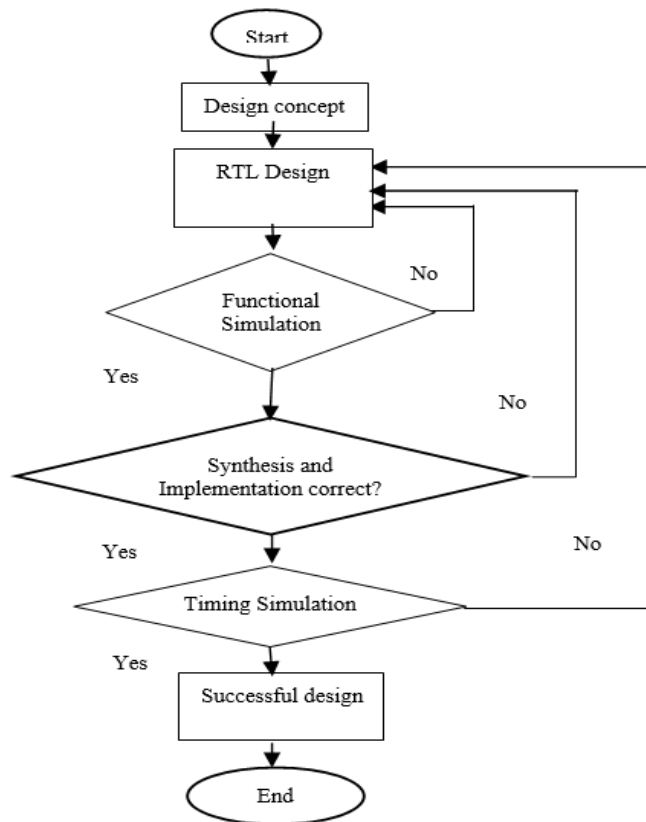 Start
Design concept
RTL Design
No
Functional
Simulation
Yes
No
Synthesis and
Implementation correct?
Yes
No
Timing Simulation
Yes
Successful design
End